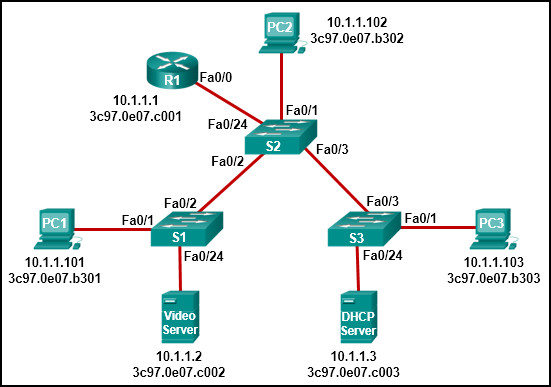 PC2
10.1.1.102
3c97.0e07.b302
R1
Fa0/0
10.1.1.1
3c97.0e07.c001
Fa0/1
Fa0/24
S2
Fa0/2
Fa0/3
Fa0/2
Fa0/3
PC1
Fa0/1
S1
Fa0/24
S3
Fa0/1
Fa0/24
PC3
10.1.1.101
3c97.0e07.b301
10.1.1.103
3c97.0e07.b303
Video
Server
10.1.1.2
3c97.0e07.c002
DHCP
Server
10.1.1.3
3c97.0e07.c003